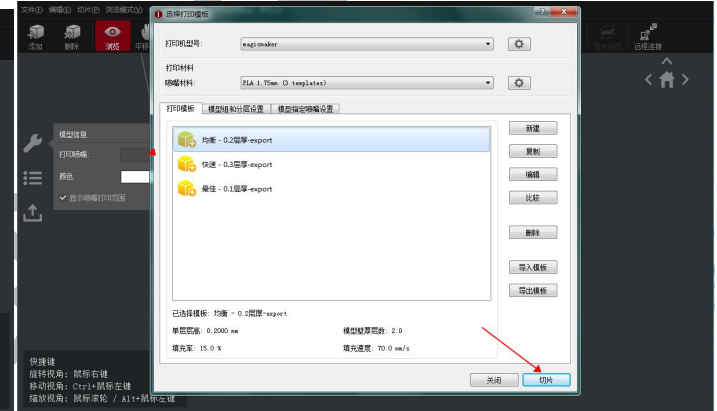 文件(F) 编辑(E) 切片(P) 浏览模式(V)
选择打印模板
添加 删除 浏览 平移
远程连接
打印机型号: magicmaker
打印材料
喷嘴材料: PLA 1.75mm (3 templates)
打印模板 模型组和分层设置 模型指定喷嘴设置
均衡 - 0.2层厚-export
快速 - 0.3层厚-export
最佳 - 0.1层厚-export
新建
复制
编辑
比较
删除
导入模板
导出模板
模型信息
打印喷嘴:
颜色:
显示喷嘴打印范围
已选择模板: 均衡 - 0.2层厚-export
单层层高: 0.2000 mm 模型壁厚层数: 2.0
填充率: 15.0 % 填充速度: 70.0 mm/s
关闭 切片
快捷键
旋转视角: 鼠标右键
移动视角: Ctrl+鼠标左键
缩放视角: 鼠标滚轮 / Alt+鼠标左键